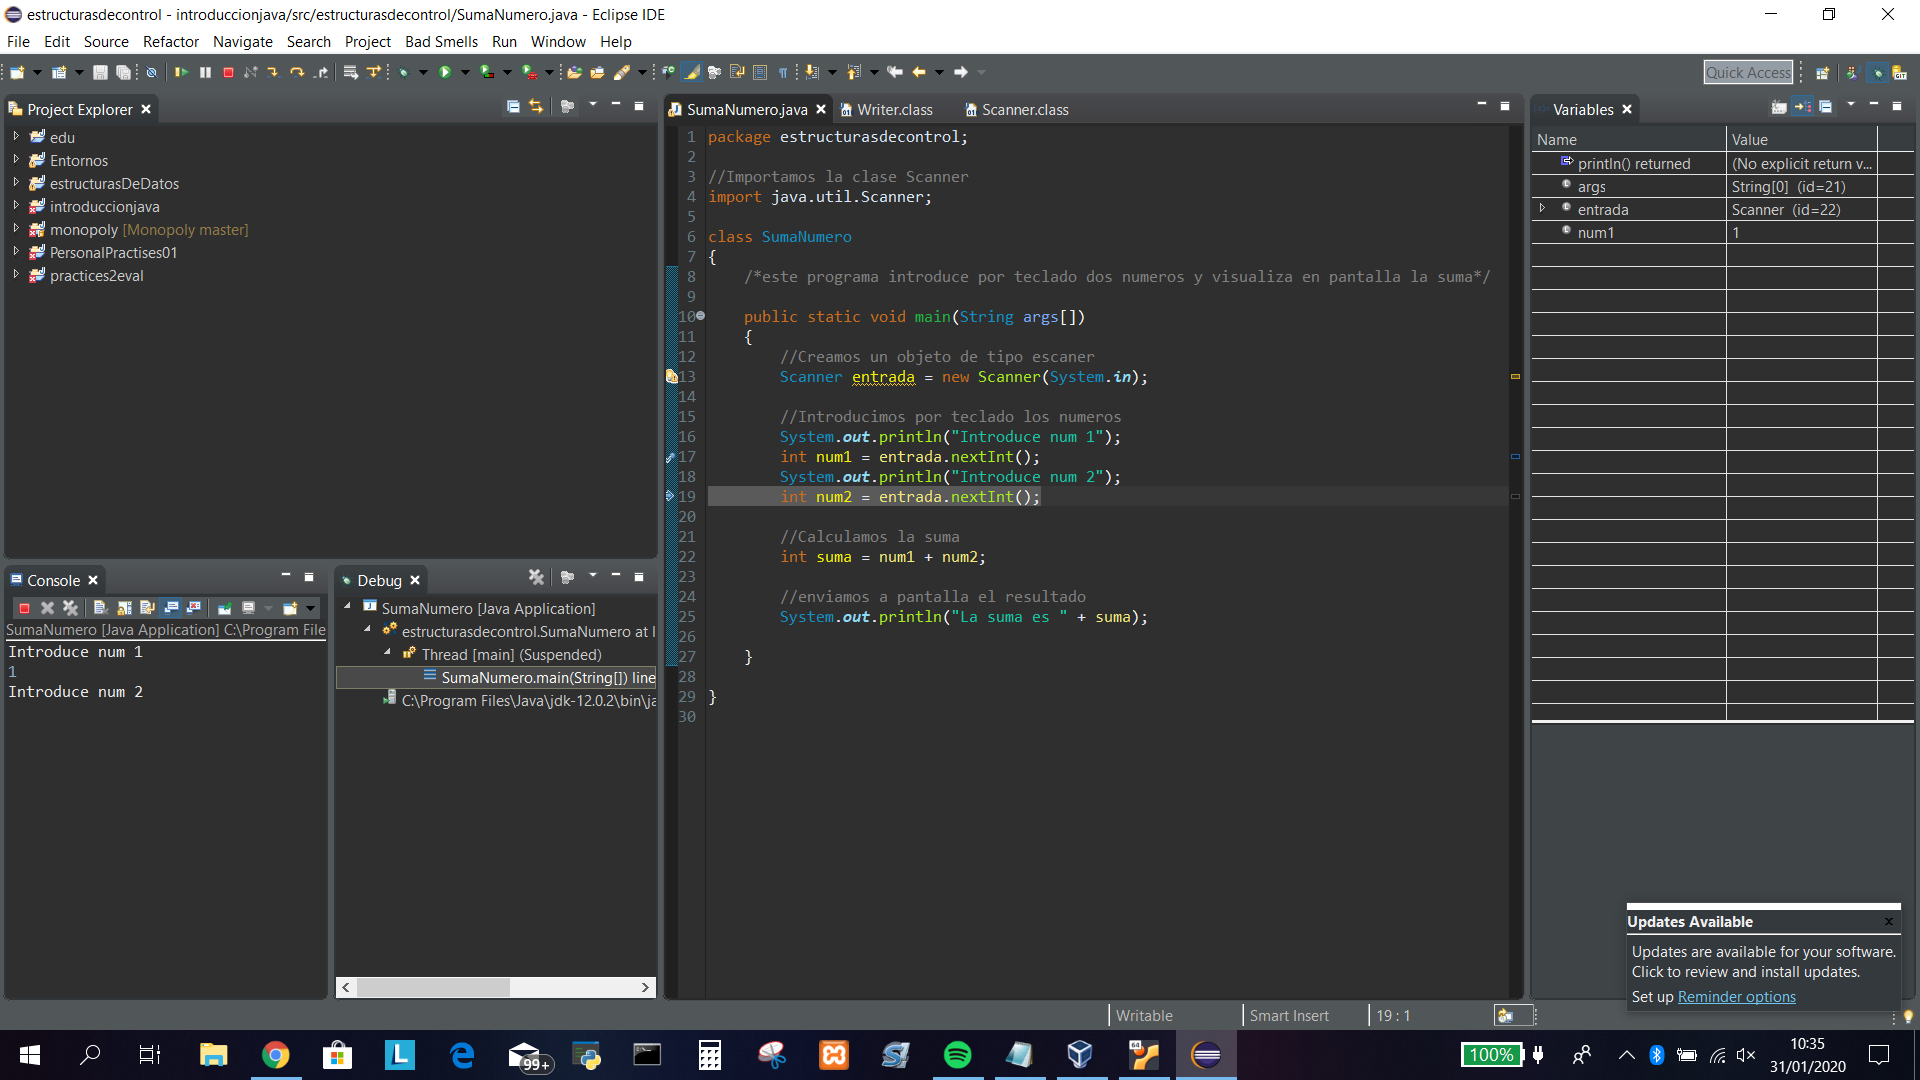 estructurasdecontrol - introduccionjava/src/estructurasdecontrol/SumaNumero.java - Eclipse IDE
File Edit Source Refactor Navigate Search Project Bad Smells Run Window Help
Quick Access
Project Explorer
edu
Entornos
estructurasDeDatos
introduccionjava
monopoly [Monopoly master]
PersonalPractises01
practices2eval
SumaNumero.java Writer.class Scanner.class
1 package estructurasdecontrol;
2
3 //Importamos la clase Scanner
4 import java.util.Scanner;
5
6 class SumaNumero
7 {
8 /*este programa introduce por teclado dos numeros y visualiza en pantalla la suma*/
9
10 public static void main(String args[])
11 {
12 //Creamos un objeto de tipo escaner
13 Scanner entrada = new Scanner(System.in);
14
15 //Introducimos por teclado los numeros
16 System.out.println("Introduce num 1");
17 int num1 = entrada.nextInt();
18 System.out.println("Introduce num 2");
19 int num2 = entrada.nextInt();
20
21 //Calculamos la suma
22 int suma = num1 + num2;
23
24 //enviamos a pantalla el resultado
25 System.out.println("La suma es " + suma);
26
27 }
28
29 }
30
Variables
Name Value
println() returned (No explicit return v...
args String[0] (id=21)
entrada Scanner (id=22)
num1 1
Console
SumaNumero [Java Application] C:\Program File
Introduce num 1
1
Introduce num 2
Debug
SumaNumero [Java Application]
estructurasdecontrol.SumaNumero at l
Thread [main] (Suspended)
SumaNumero.main(String[]) line
C:\Program Files\Java\jdk-12.0.2\bin\ja
Updates Available
Updates are available for your software.
Click to review and install updates.
Set up Reminder options
Writable Smart Insert 19 : 1
99+
64
100%
10:35
31/01/2020